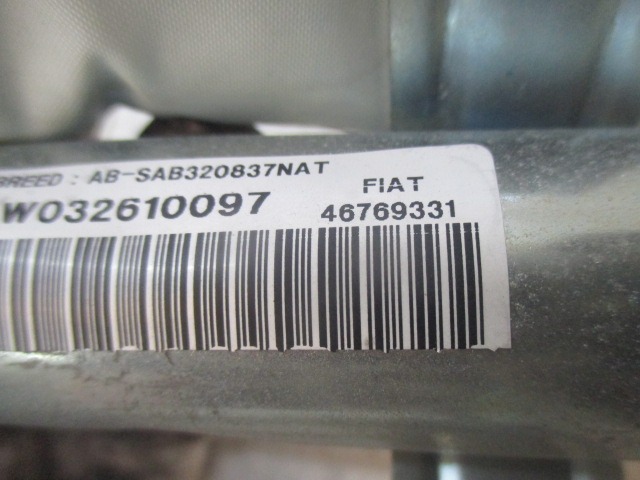 BREED : AB-SAB320837NAT
W032610097
FIAT
46769331